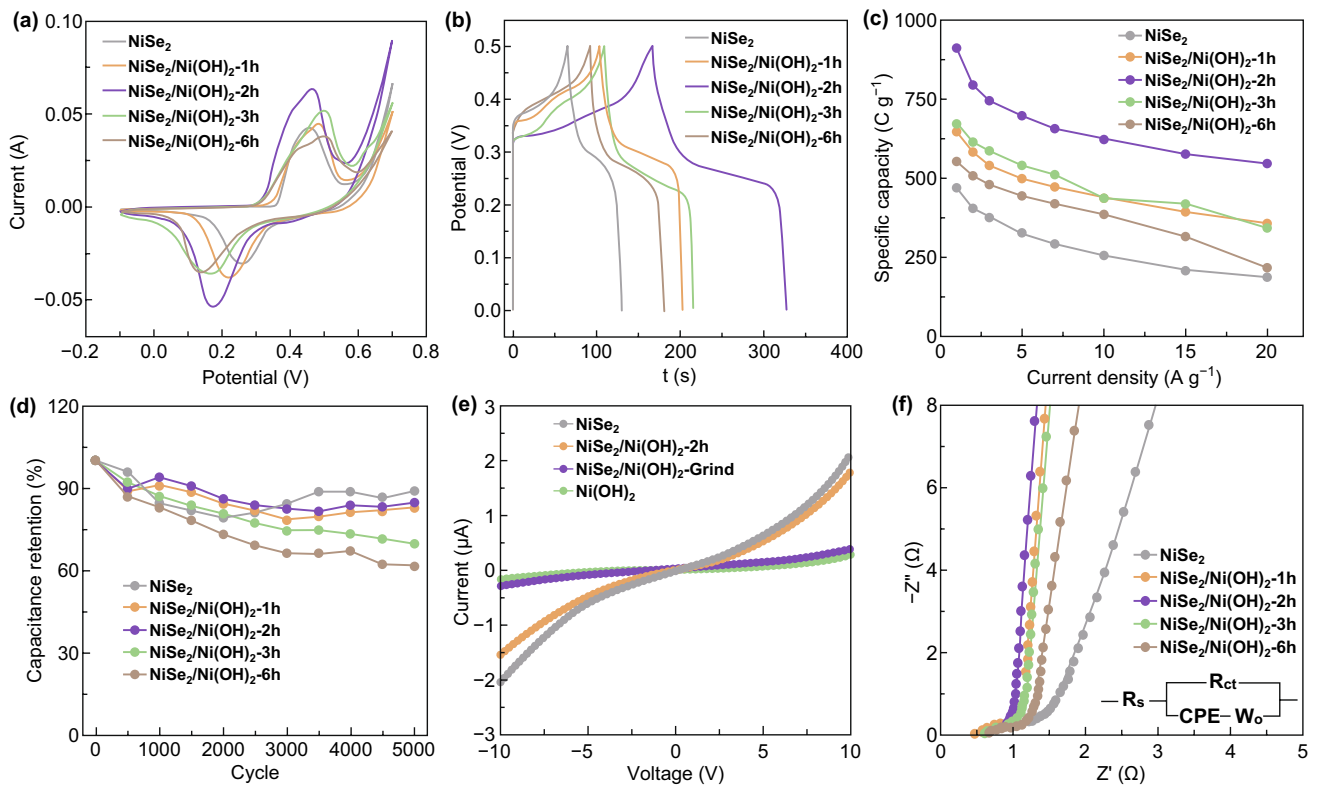 (a)
0.10
0.05
0.00
−0.05
Current (A)
NiSe₂
NiSe₂/Ni(OH)₂-1h
NiSe₂/Ni(OH)₂-2h
NiSe₂/Ni(OH)₂-3h
NiSe₂/Ni(OH)₂-6h
−0.2 0.0 0.2 0.4 0.6 0.8
Potential (V)
(b)
0.5
0.4
0.3
0.2
0.1
0.0
Potential (V)
NiSe₂
NiSe₂/Ni(OH)₂-1h
NiSe₂/Ni(OH)₂-2h
NiSe₂/Ni(OH)₂-3h
NiSe₂/Ni(OH)₂-6h
0 100 200 300 400
t (s)
(c)
1000
750
500
250
0
Specific capacity (C g⁻¹)
NiSe₂
NiSe₂/Ni(OH)₂-1h
NiSe₂/Ni(OH)₂-2h
NiSe₂/Ni(OH)₂-3h
NiSe₂/Ni(OH)₂-6h
0 5 10 15 20
Current density (A g⁻¹)
(d)
120
90
60
30
0
Capacitance retention (%)
NiSe₂
NiSe₂/Ni(OH)₂-1h
NiSe₂/Ni(OH)₂-2h
NiSe₂/Ni(OH)₂-3h
NiSe₂/Ni(OH)₂-6h
0 1000 2000 3000 4000 5000
Cycle
(e)
3
2
1
0
−1
−2
−3
Current (μA)
NiSe₂
NiSe₂/Ni(OH)₂-2h
NiSe₂/Ni(OH)₂-Grind
Ni(OH)₂
−10 −5 0 5 10
Voltage (V)
(f)
8
6
4
2
0
−Z'' (Ω)
NiSe₂
NiSe₂/Ni(OH)₂-1h
NiSe₂/Ni(OH)₂-2h
NiSe₂/Ni(OH)₂-3h
NiSe₂/Ni(OH)₂-6h
Rs
Rct
CPE Wo
0 1 2 3 4 5
Z' (Ω)